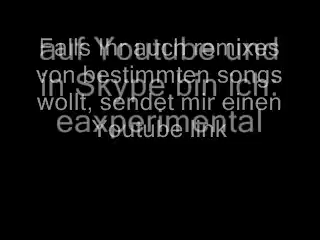 auf Youtube und
in Skype bin ich:
eaxperimental
Falls Ihr auch remixes
von bestimmten songs
wollt, sendet mir einen
Youtube link